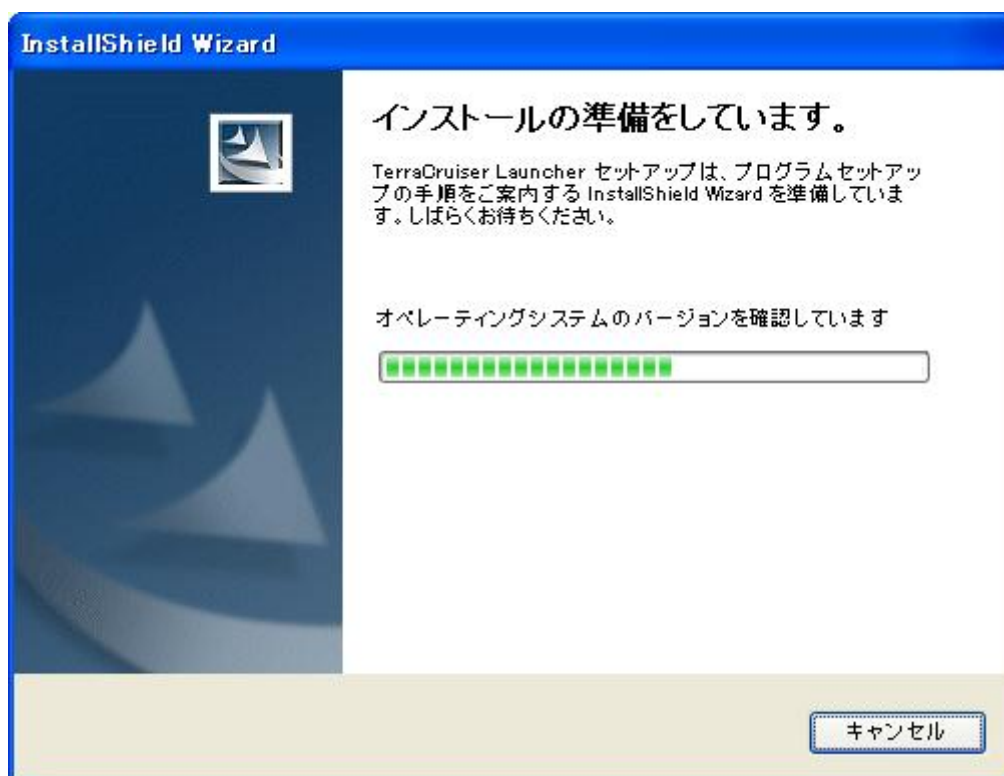 InstallShield Wizard
インストールの準備をしています。
TerraCruiser Launcher セットアップは、プログラムセットアッ
プの手順をご案内する InstallShield Wizard を準備していま
す。しばらくお待ちください。
オペレーティングシステムのバージョンを確認しています
キャンセル